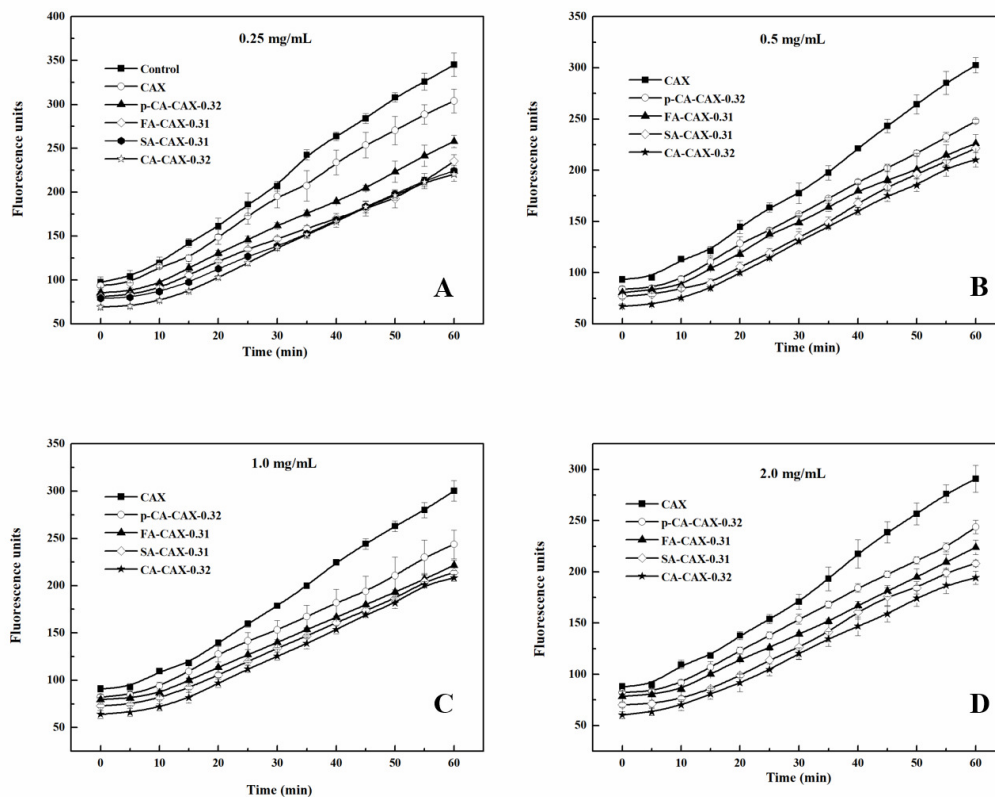 0.25 mg/mL
Control
CAX
p-CA-CAX-0.32
FA-CAX-0.31
SA-CAX-0.31
CA-CAX-0.32
A
Fluorescence units
400
350
300
250
200
150
100
50
0 10 20 30 40 50 60
Time (min)
0.5 mg/mL
CAX
p-CA-CAX-0.32
FA-CAX-0.31
SA-CAX-0.31
CA-CAX-0.32
B
Fluorescence units
350
300
250
200
150
100
50
0 10 20 30 40 50 60
Time (min)
1.0 mg/mL
CAX
p-CA-CAX-0.32
FA-CAX-0.31
SA-CAX-0.31
CA-CAX-0.32
C
Fluorescence units
350
300
250
200
150
100
50
0 10 20 30 40 50 60
Time (min)
2.0 mg/mL
CAX
p-CA-CAX-0.32
FA-CAX-0.31
SA-CAX-0.31
CA-CAX-0.32
D
Fluorescence units
300
250
200
150
100
50
0 10 20 30 40 50 60
Time (min)